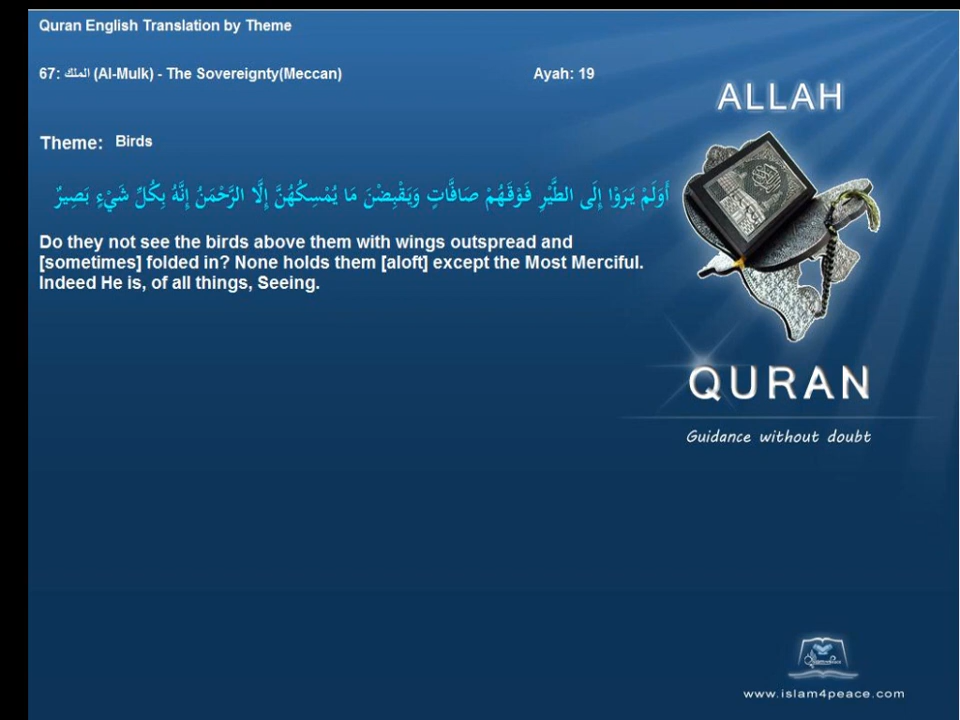 Quran English Translation by Theme
67: الملك (Al-Mulk) - The Sovereignty(Meccan) Ayah: 19
ALLAH
Theme: Birds
أَوَلَمْ يَرَوْا إِلَى الطَّيْرِ فَوْقَهُمْ صَافَّاتٍ وَيَقْبِضْنَ مَا يُمْسِكُهُنَّ إِلَّا الرَّحْمَنُ إِنَّهُ بِكُلِّ شَيْءٍ بَصِيرٌ
Do they not see the birds above them with wings outspread and
[sometimes] folded in? None holds them [aloft] except the Most Merciful.
Indeed He is, of all things, Seeing.
QURAN
Guidance without doubt
www.islam4peace.com